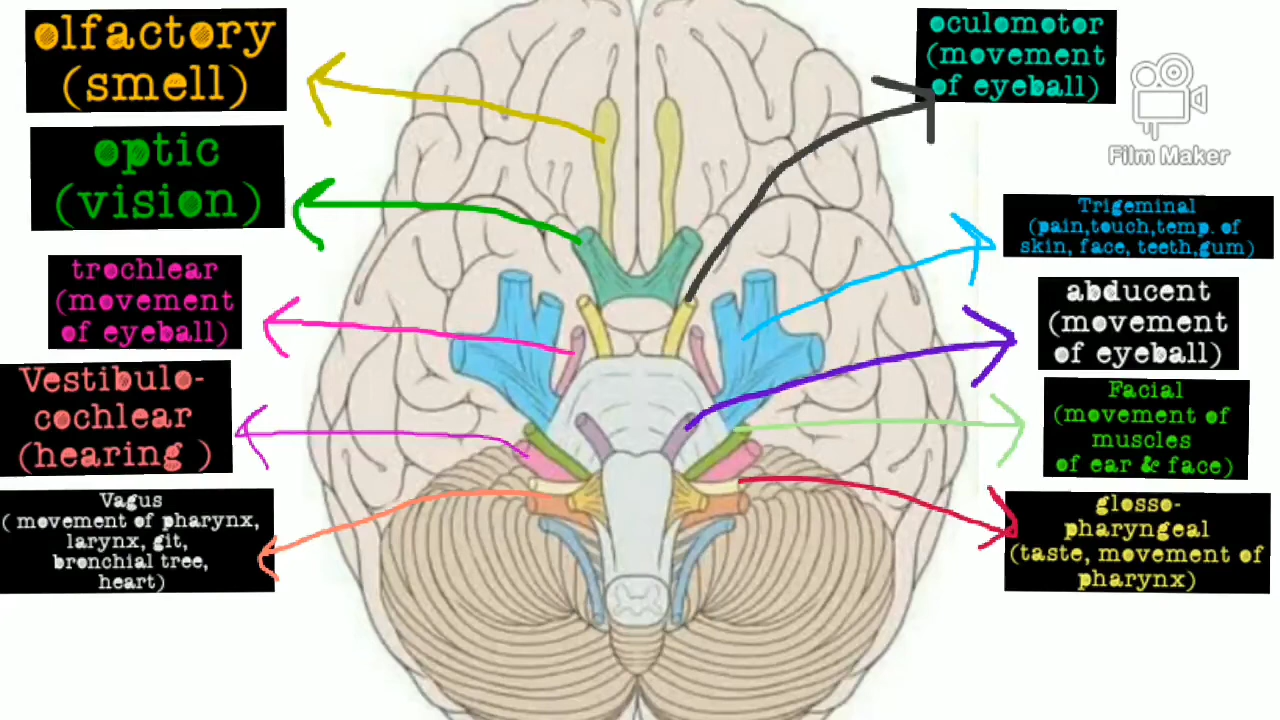 olfactory
(smell)
optic
(vision)
trochlear
(movement
of eyeball)
Vestibulo-
cochlear
(hearing )
Vagus
( movement of pharynx,
larynx, git,
bronchial tree,
heart)
oculomotor
(movement
of eyeball)
Film Maker
Trigeminal
(pain,touch,temp. of
skin, face, teeth,gum)
abducent
(movement
of eyeball)
Facial
(movement of
muscles
of ear & face)
glosso-
pharyngeal
(taste, movement of
pharynx)